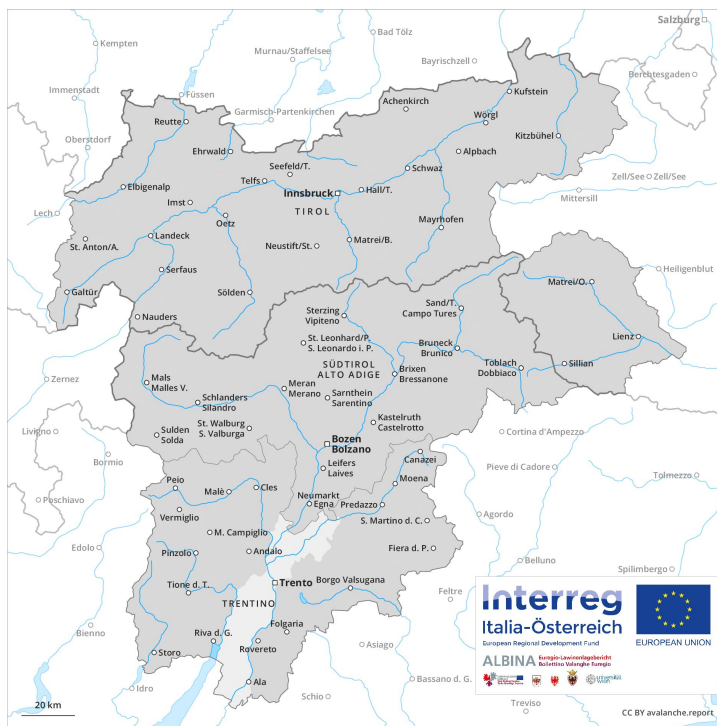 Salzburg
Kempten
Bad Tölz
Murnau/Staffelsee
Bayrischzell
Berchtesgaden
Immenstadt
Füssen
Garmisch-Partenkirchen
Achenkirch
Kufstein
Reutte
Wörgl
Oberstdorf
Kitzbühel
Ehrwald
Alpbach
Seefeld/T.
Schwaz
Telfs
Zell/See
Zell/See
Elbigenalp
Innsbruck
Hall/T.
Mittersill
Imst
TIROL
Lech
Oetz
Landeck
Mayrhofen
St. Anton/A.
Neustift/St.
Matrei/B.
Serfaus
Heiligenblut
Matrei/O.
Galtür
Sölden
Sand/T.
Campo Tures
Nauders
Sterzing
Vipiteno
Lienz
St. Leonhard/P.
S. Leonardo i. P.
Bruneck
Brunico
Toblach
Dobbiaco
Sillian
SÜDTIROL
ALTO ADIGE
Brixen
Bressanone
Zernez
Mals
Malles V.
Meran
Merano
Sarnthein
Sarentino
Schlanders
Silandro
Kastelruth
Castelrotto
St. Walburg
S. Valburga
Livigno
Sulden
Solda
Bozen
Bolzano
Cortina d'Ampezzo
Canazei
Bormio
Leifers
Laives
Pieve di Cadore
Tolmezzo
Peio
Malè
Cles
Moena
Poschiavo
Neumarkt
Egna
Predazzo
Vermiglio
Agordo
S. Martino d. C.
M. Campiglio
Edolo
Pinzolo
Andalo
Fiera d. P.
Belluno
Spilimbergo
Tione d. T.
Trento
Borgo Valsugana
Feltre
TRENTINO
Folgaria
Bienno
Riva d. G.
Rovereto
Asiago
Storo
Idro
Ala
Schio
Bassano d. G.
Treviso
Interreg
Italia-Österreich
European Regional Development Fund
EUROPEAN UNION
ALBINA
Euregio-Lawinenlagebericht
Bollettino Valanghe Euregio
universität
wien
20 km
CC BY avalanche.report